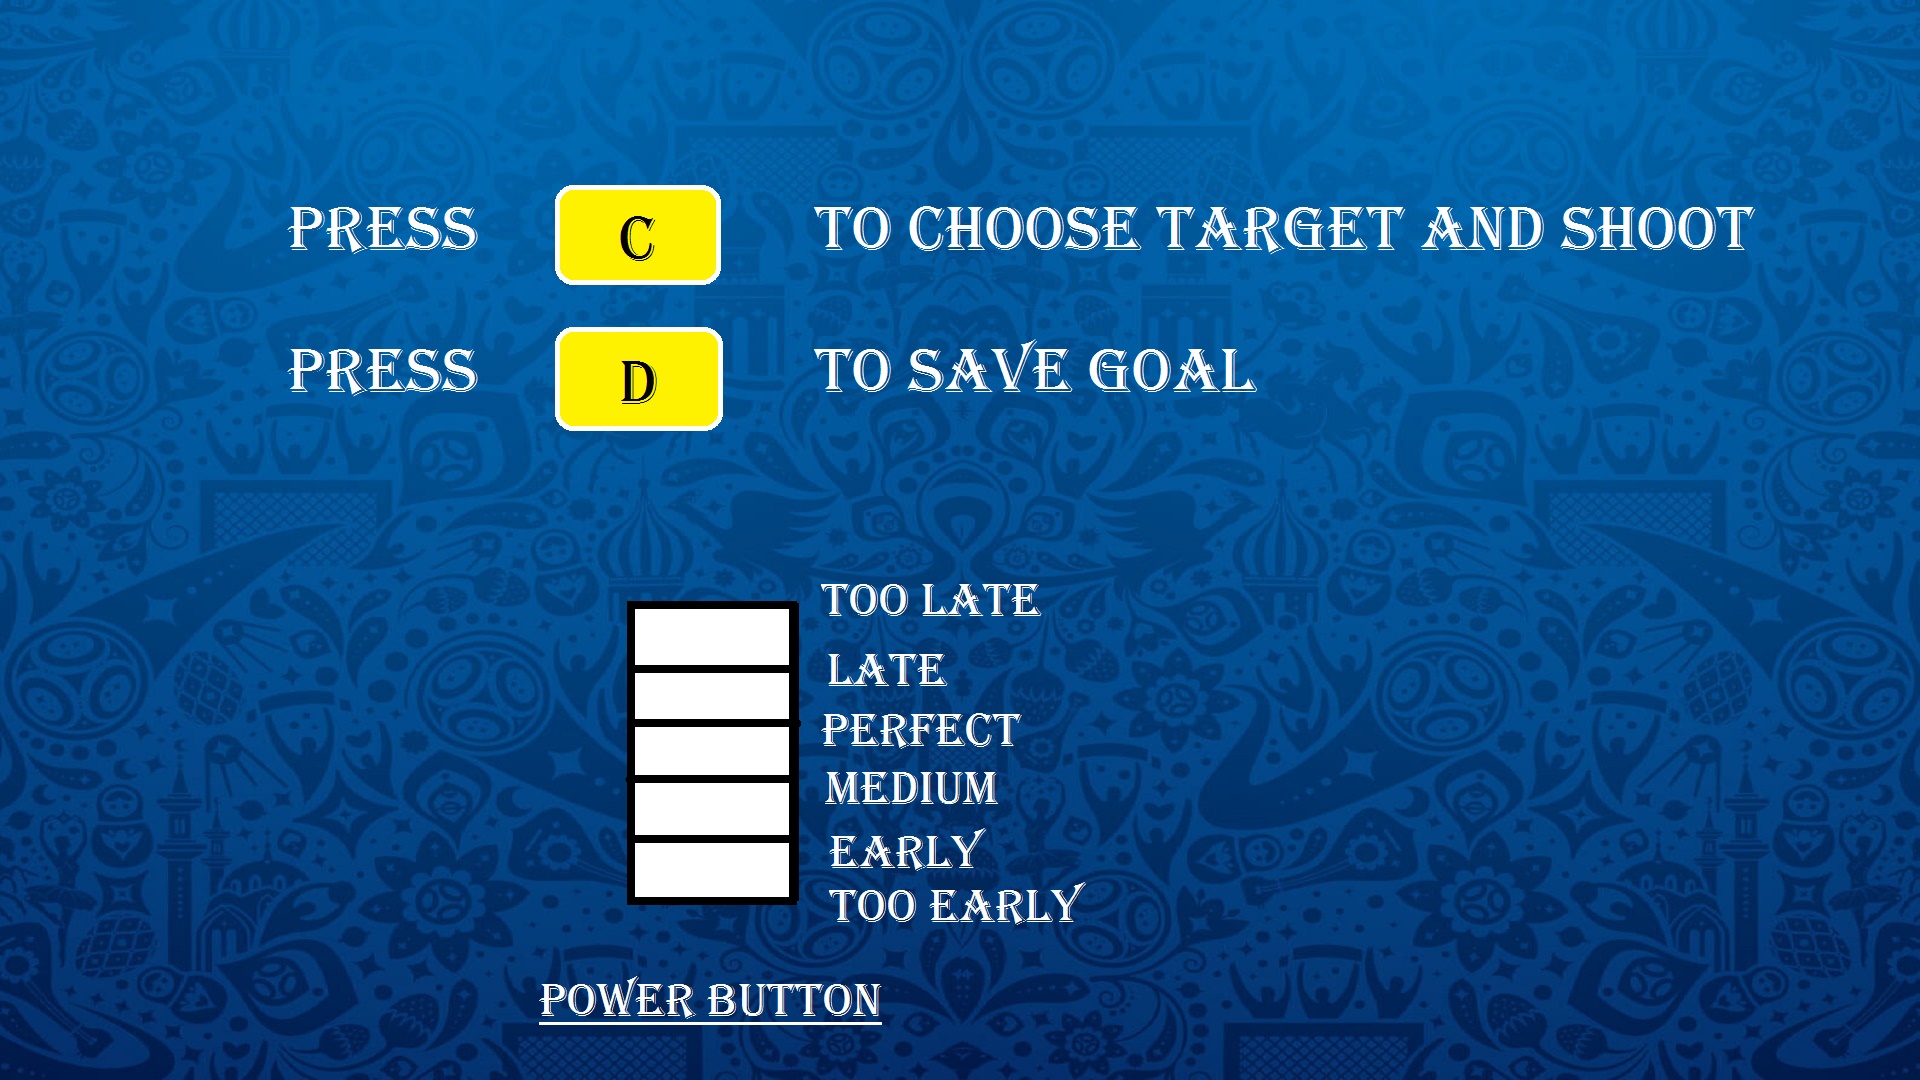 PRESS C TO CHOOSE TARGET AND SHOOT
PRESS D TO SAVE GOAL
TOO LATE
LATE
PERFECT
MEDIUM
EARLY
TOO EARLY
POWER BUTTON